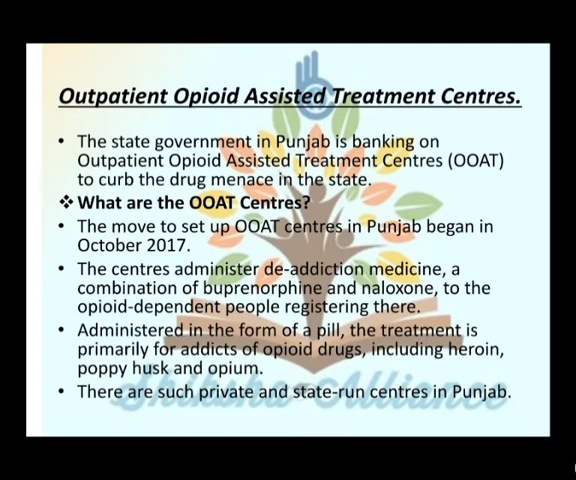 Outpatient Opioid Assisted Treatment Centres.
• The state government in Punjab is banking on
Outpatient Opioid Assisted Treatment Centres (OOAT)
to curb the drug menace in the state.
❖ What are the OOAT Centres?
• The move to set up OOAT centres in Punjab began in
October 2017.
• The centres administer de-addiction medicine, a
combination of buprenorphine and naloxone, to the
opioid-dependent people registering there.
• Administered in the form of a pill, the treatment is
primarily for addicts of opioid drugs, including heroin,
poppy husk and opium.
• There are such private and state-run centres in Punjab.
Shiksha Alliance